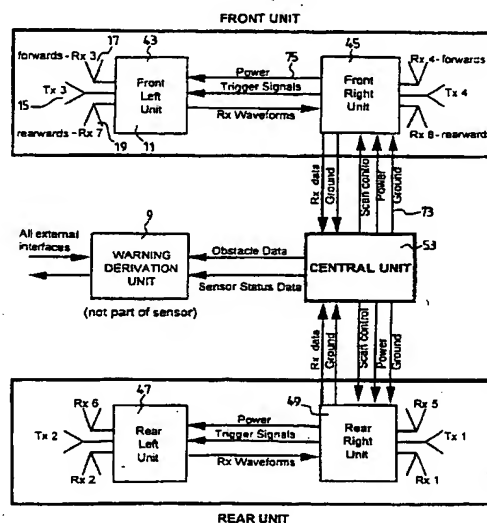 FRONT UNIT
forwards - Rx 3
17
43
75
45
Rx 4 - forwards
Tx 3
15
Front
Left
Unit
Power
Trigger Signals
Rx Waveforms
Front
Right
Unit
Tx 4
rearwards - Rx 7
19
11
Rx 8 - rearwards
Rx data
Ground
Scan control
Power
Ground
73
All external
interfaces
9
WARNING
DERIVATION
UNIT
(not part of sensor)
Obstacle Data
Sensor Status Data
53
CENTRAL UNIT
Rx data
Ground
Scan control
Power
Ground
Rx 6
47
49
Rx 5
Tx 2
Rear
Left
Unit
Power
Trigger Signals
Rx Waveforms
Rear
Right
Unit
Tx 1
Rx 2
Rx 1
REAR UNIT